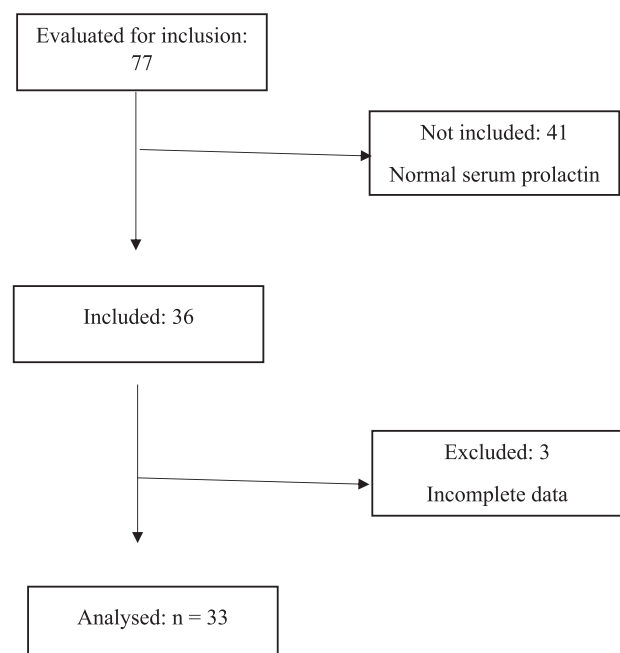 Evaluated for inclusion:
77
Not included: 41
Normal serum prolactin
Included: 36
Excluded: 3
Incomplete data
Analysed: n = 33